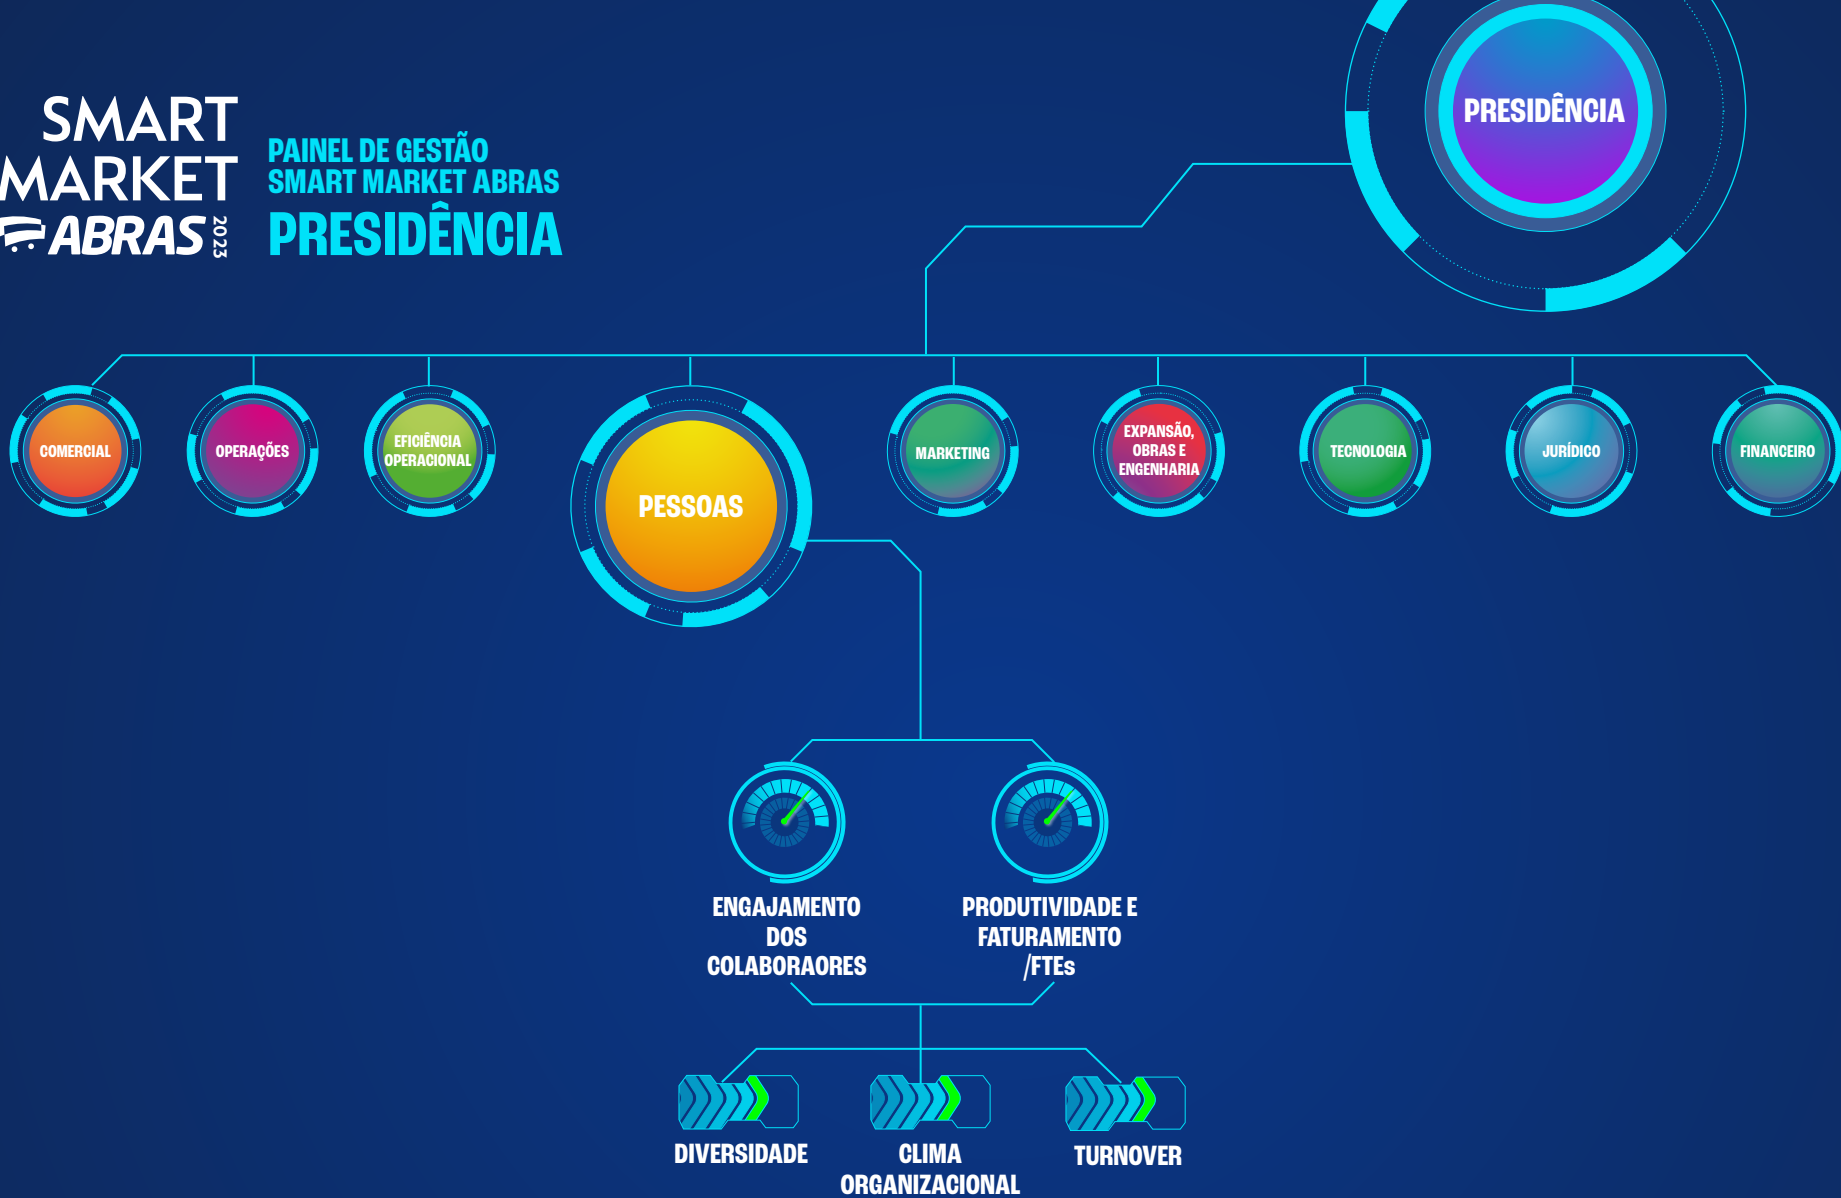 SMART
MARKET
ABRAS 2023
PAINEL DE GESTÃO
SMART MARKET ABRAS
PRESIDÊNCIA
PRESIDÊNCIA
COMERCIAL
OPERAÇÕES
EFICIÊNCIA
OPERACIONAL
PESSOAS
MARKETING
EXPANSÃO,
OBRAS E
ENGENHARIA
TECNOLOGIA
JURÍDICO
FINANCEIRO
ENGAJAMENTO
DOS
COLABORAORES
PRODUTIVIDADE E
FATURAMENTO
/FTEs
DIVERSIDADE
CLIMA
ORGANIZACIONAL
TURNOVER